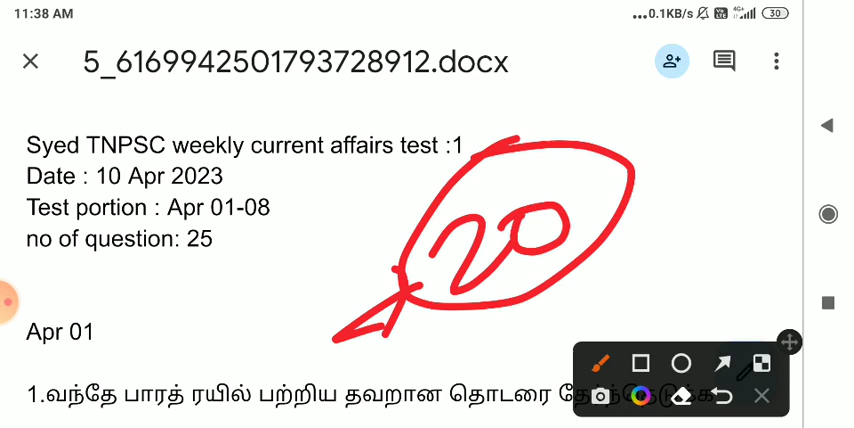 11:38 AM
...0.1KB/s 4G+ 30
5_6169942501793728912.docx
Syed TNPSC weekly current affairs test :1
Date : 10 Apr 2023
Test portion : Apr 01-08
no of question: 25
20
Apr 01
1.வந்தே பாரத் ரயில் பற்றிய தவறான தொடரை